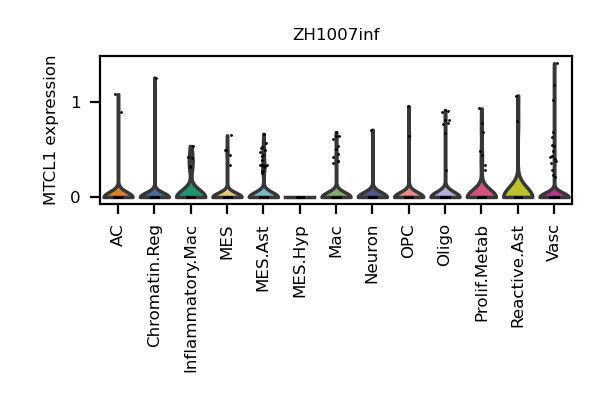 ZH1007inf
MTCL1 expression
1
0
AC
Chromatin.Reg
Inflammatory.Mac
MES
MES.Ast
MES.Hyp
Mac
Neuron
OPC
Oligo
Prolif.Metab
Reactive.Ast
Vasc